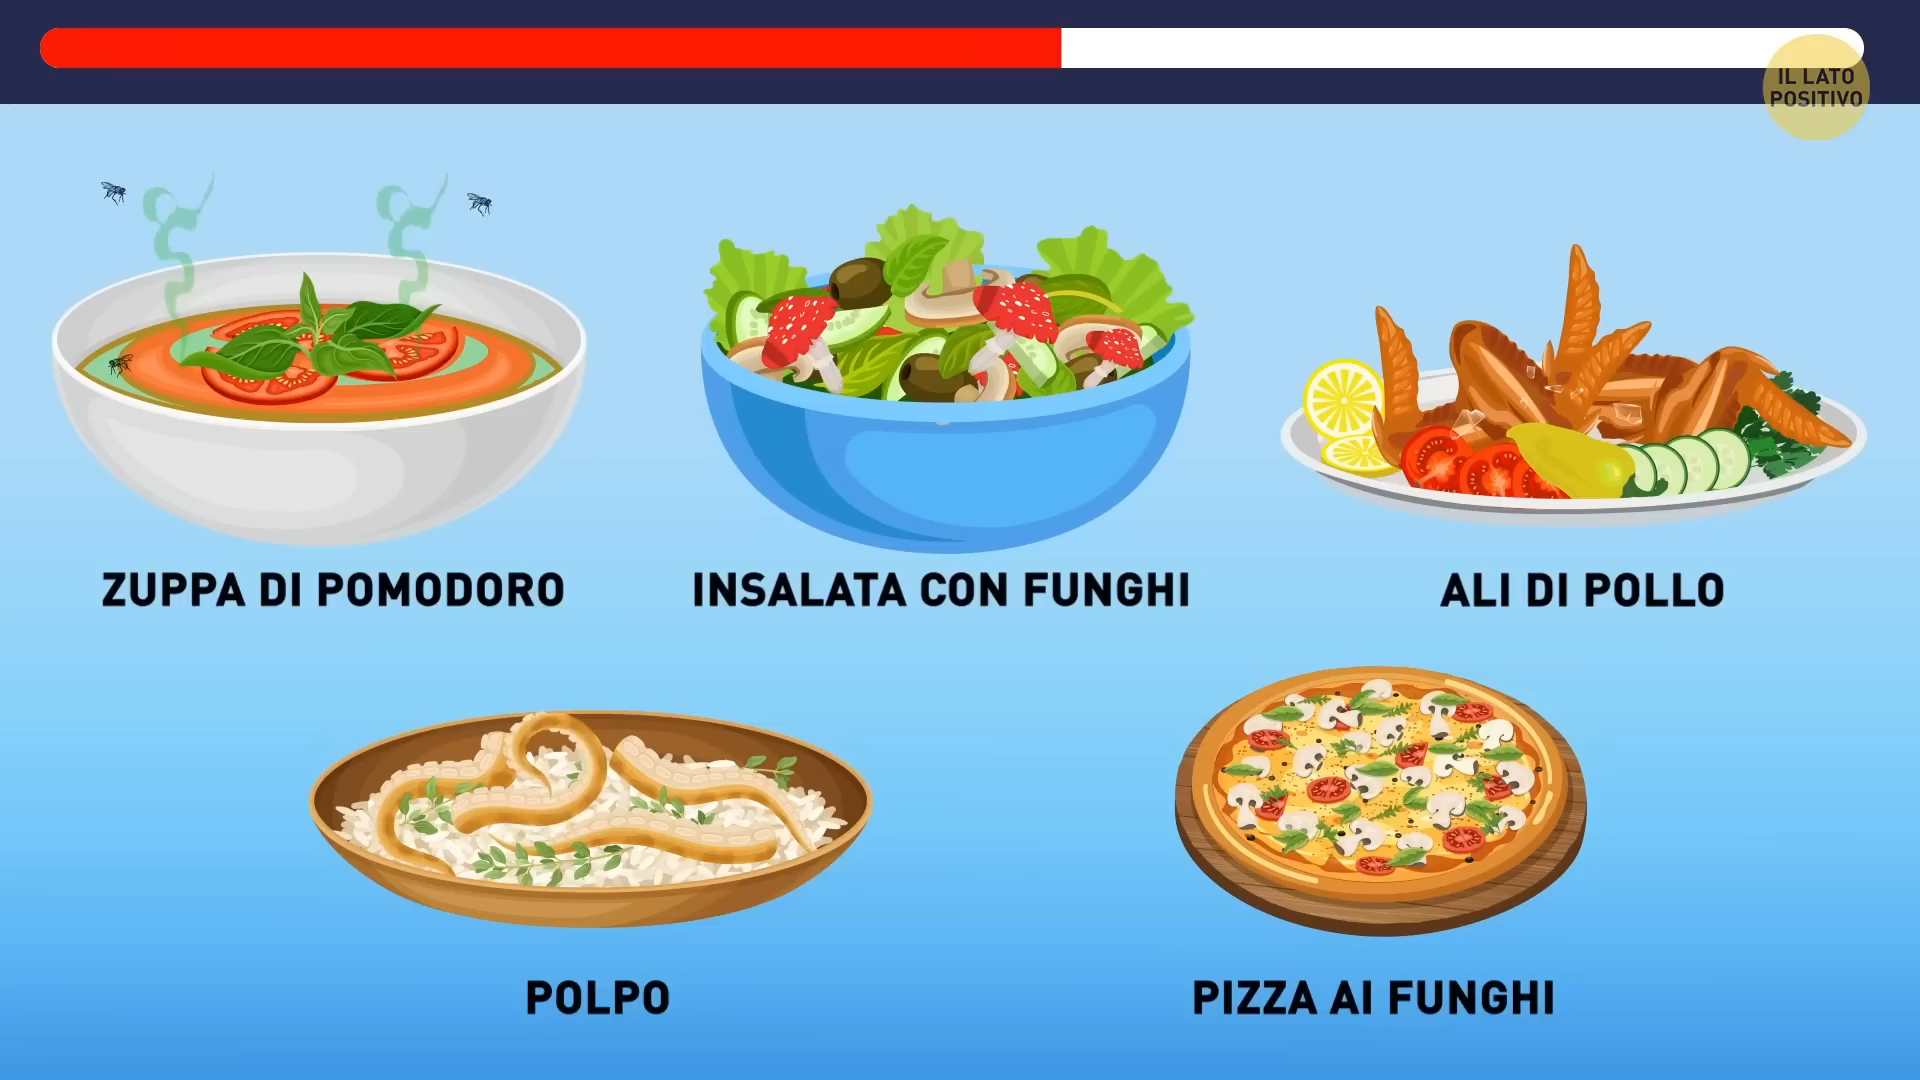 IL LATO
POSITIVO
ZUPPA DI POMODORO
INSALATA CON FUNGHI
ALI DI POLLO
POLPO
PIZZA AI FUNGHI